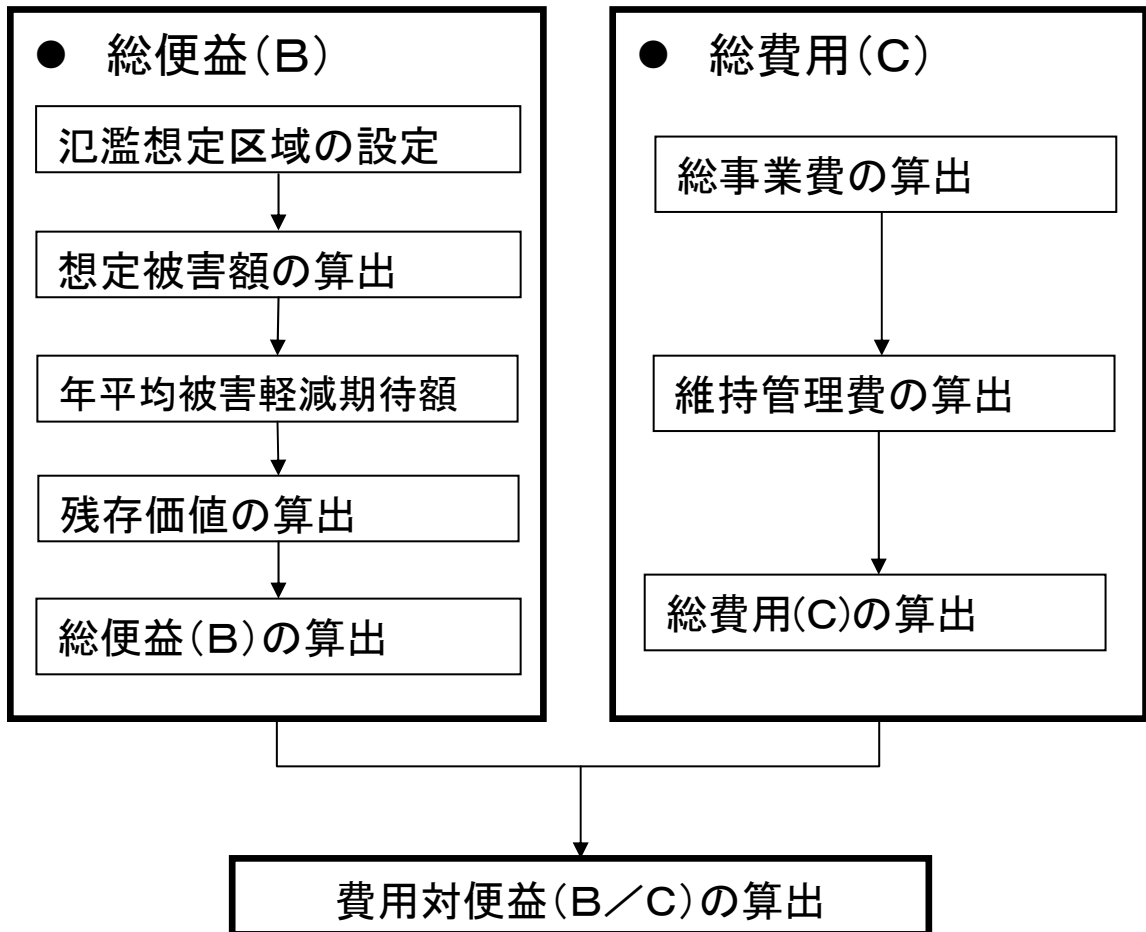 ● 総便益(B)
氾濫想定区域の設定
想定被害額の算出
年平均被害軽減期待額
残存価値の算出
総便益(B)の算出
● 総費用(C)
総事業費の算出
維持管理費の算出
総費用(C)の算出
費用対便益(B/C)の算出